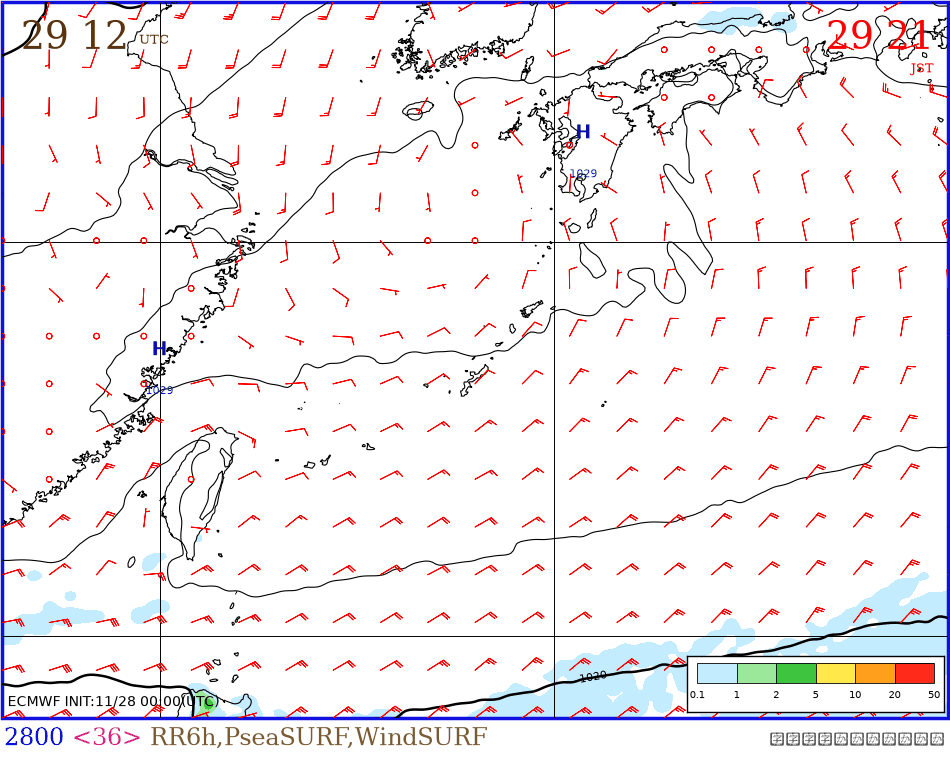 29 12 UTC
29 21
JST
H
1029
H
1029
1020
0.1 1 2 5 10 20 50
ECMWF INIT:11/28 00:00(UTC)
2800 <36> RR6h,PseaSURF,WindSURF